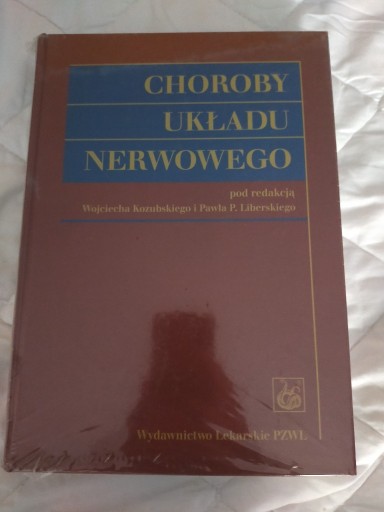 CHOROBY
UKŁADU
NERWOWEGO
pod redakcją
Wojciecha Kozubskiego i Pawła P. Liberskiego
Wydawnictwo Lekarskie PZWL